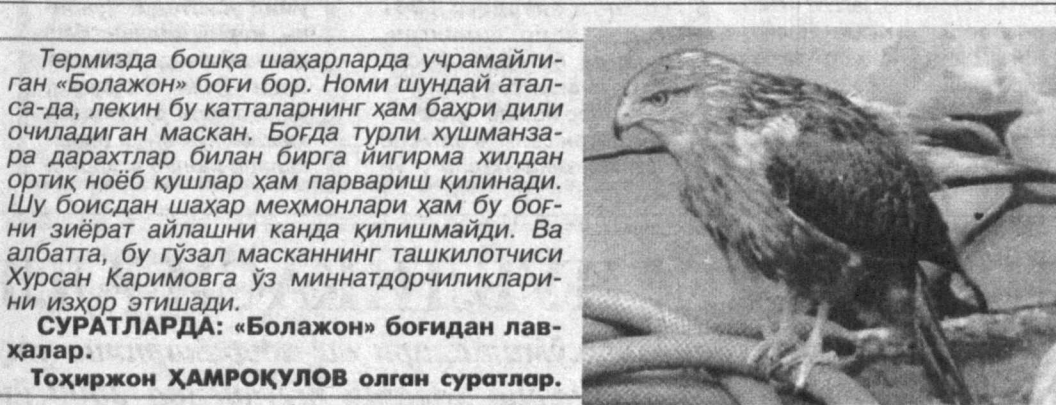 Термизда бошқа шаҳарларда учрамайли-
ган «Болажон» боғи бор. Номи шундай атал-
са-да, лекин бу катталарнинг ҳам баҳри дили
очиладиган маскан. Боғда турли хушманза-
ра дарахтлар билан бирга йигирма хилдан
ортиқ ноёб қушлар ҳам парвариш қилинади.
Шу боисдан шаҳар меҳмонлари ҳам бу боғ-
ни зиёрат айлашни канда қилишмайди. Ва
албатта, бу гўзал масканнинг ташкилотчиси
Хурсан Каримовга ўз миннатдорчиликлари-
ни изҳор этишади.
СУРАТЛАРДА: «Болажон» боғидан лав-
ҳалар.
Тоҳиржон ҲАМРОҚУЛОВ олган суратлар.